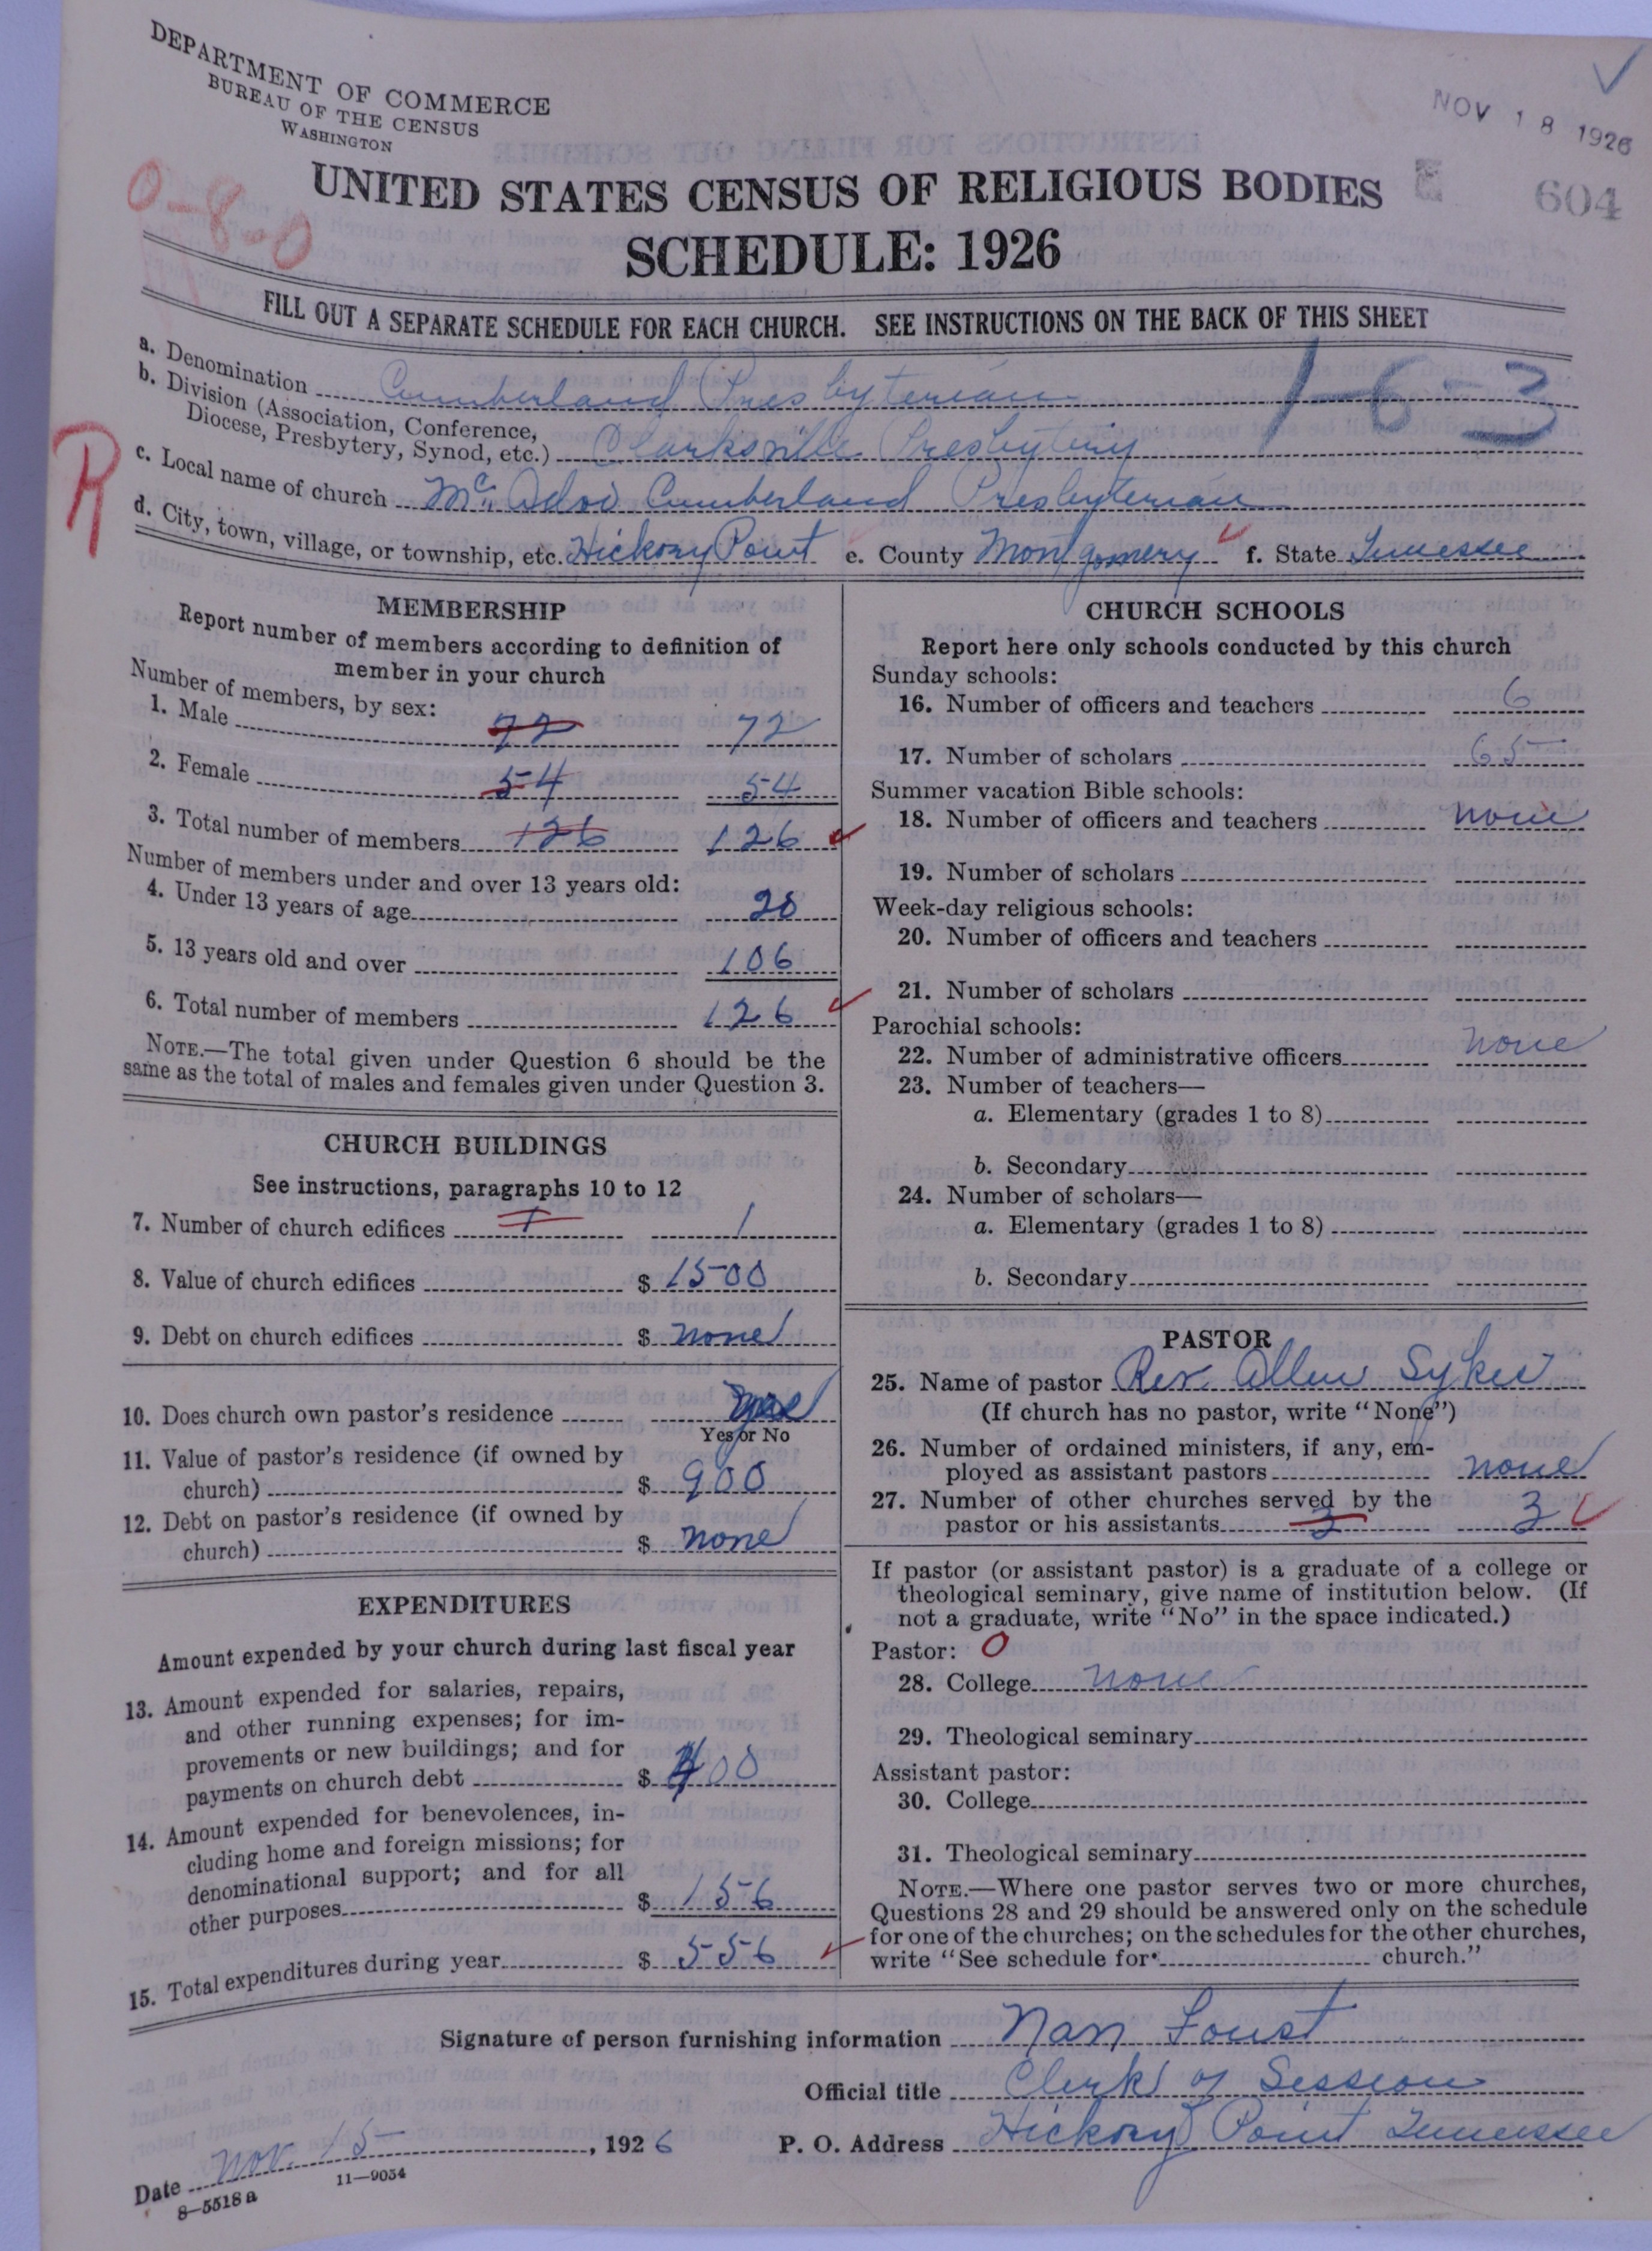 DEPARTMENT OF COMMERCE
BUREAU OF THE CENSUS
WASHINGTON
NOV 18 1926
604
0-8-0
UNITED STATES CENSUS OF RELIGIOUS BODIES
SCHEDULE: 1926
FILL OUT A SEPARATE SCHEDULE FOR EACH CHURCH. SEE INSTRUCTIONS ON THE BACK OF THIS SHEET
1-6-3
R
a. Denomination Cumberland Presbyterian
b. Division (Association, Conference,
Diocese, Presbytery, Synod, etc.) Clarksville Presbytery
c. Local name of church Mc Adoo Cumberland Presbyterian
d. City, town, village, or township, etc. Hickory Point e. County Montgomery f. State Tennessee
MEMBERSHIP
Report number of members according to definition of
member in your church
Number of members, by sex:
1. Male 72 72
2. Female 54 54
3. Total number of members 126 126
Number of members under and over 13 years old:
4. Under 13 years of age 20
5. 13 years old and over 106
6. Total number of members 126
NOTE.—The total given under Question 6 should be the
same as the total of males and females given under Question 3.
CHURCH BUILDINGS
See instructions, paragraphs 10 to 12
7. Number of church edifices 1 1
8. Value of church edifices $ 1500
9. Debt on church edifices $ none
10. Does church own pastor's residence
Yes or No
11. Value of pastor's residence (if owned by
church) $ 900
12. Debt on pastor's residence (if owned by
church) $ none
EXPENDITURES
Amount expended by your church during last fiscal year
13. Amount expended for salaries, repairs,
and other running expenses; for im-
provements or new buildings; and for
payments on church debt $ 400
14. Amount expended for benevolences, in-
cluding home and foreign missions; for
denominational support; and for all
other purposes $ 156
15. Total expenditures during year $ 556
CHURCH SCHOOLS
Report here only schools conducted by this church
Sunday schools:
16. Number of officers and teachers 6
17. Number of scholars 65
Summer vacation Bible schools:
18. Number of officers and teachers none
19. Number of scholars
Week-day religious schools:
20. Number of officers and teachers
21. Number of scholars
Parochial schools:
22. Number of administrative officers none
23. Number of teachers—
a. Elementary (grades 1 to 8)
b. Secondary
24. Number of scholars—
a. Elementary (grades 1 to 8)
b. Secondary
PASTOR
25. Name of pastor Rev. Allen Sykes
(If church has no pastor, write "None")
26. Number of ordained ministers, if any, em-
ployed as assistant pastors none
27. Number of other churches served by the
pastor or his assistants 3 3
If pastor (or assistant pastor) is a graduate of a college or
theological seminary, give name of institution below. (If
not a graduate, write "No" in the space indicated.)
Pastor: 0
28. College none
29. Theological seminary
Assistant pastor:
30. College
31. Theological seminary
NOTE.—Where one pastor serves two or more churches,
Questions 28 and 29 should be answered only on the schedule
for one of the churches; on the schedules for the other churches,
write "See schedule for church."
Signature of person furnishing information Nan Foust
Official title Clerk of Session
P. O. Address Hickory Point Tennessee
Date Nov. 15, 1926
8—5518 a 11—9034